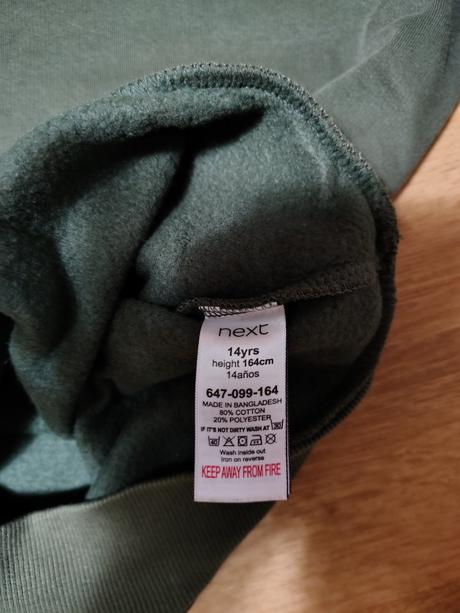 next
14yrs
height 164cm
14años
647-099-164
MADE IN BANGLADESH
80% COTTON
20% POLYESTER
IF IT'S NOT DIRTY WASH AT
Wash inside out
Iron on reverse
KEEP AWAY FROM FIRE